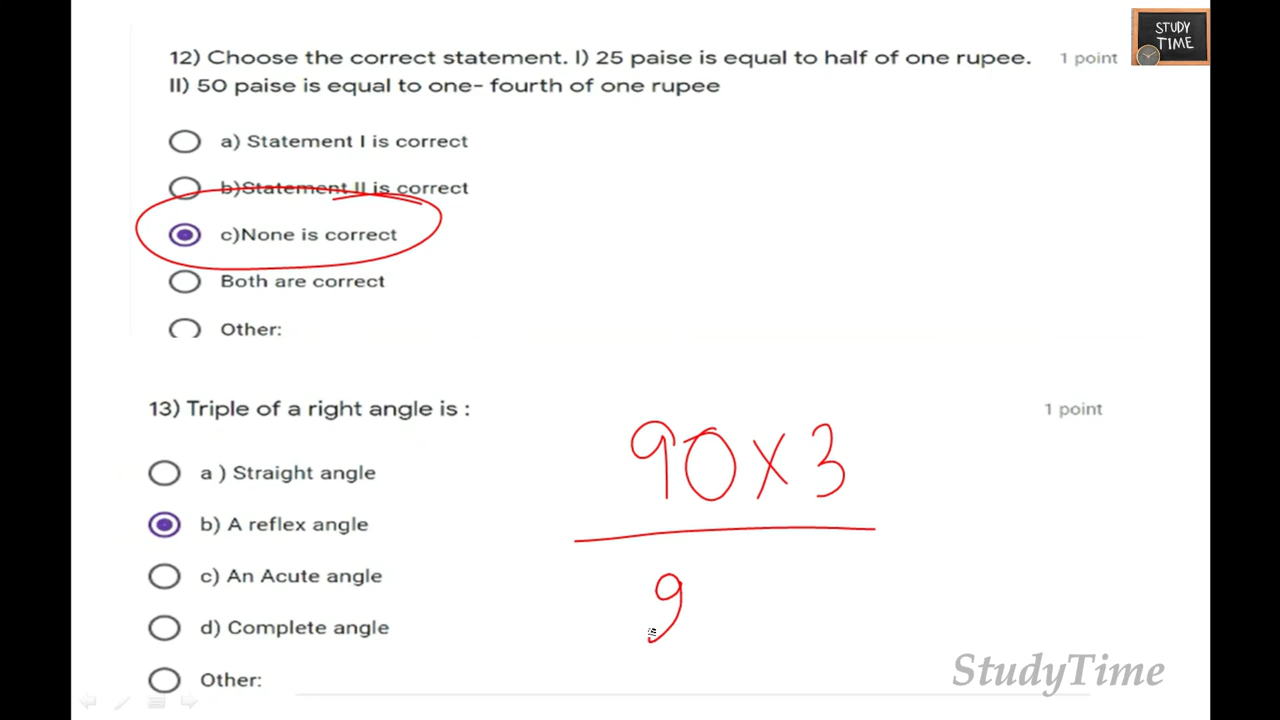 STUDY
TIME
12) Choose the correct statement. I) 25 paise is equal to half of one rupee. 1 point
II) 50 paise is equal to one- fourth of one rupee
a) Statement I is correct
b)Statement II is correct
c)None is correct
Both are correct
Other:
13) Triple of a right angle is : 1 point
90 x 3
a ) Straight angle
b) A reflex angle
c) An Acute angle
9
d) Complete angle
Other:
StudyTime